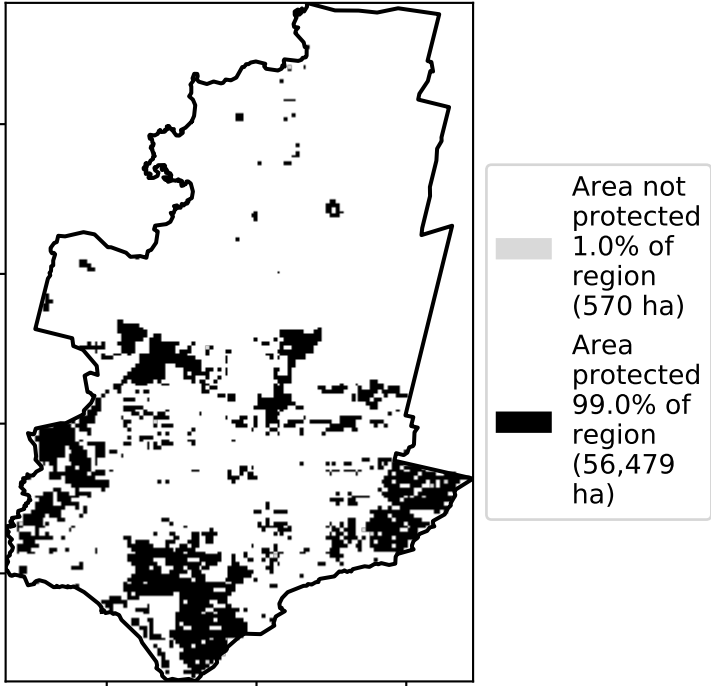 Area not
protected
1.0% of
region
(570 ha)
Area
protected
99.0% of
region
(56,479
ha)